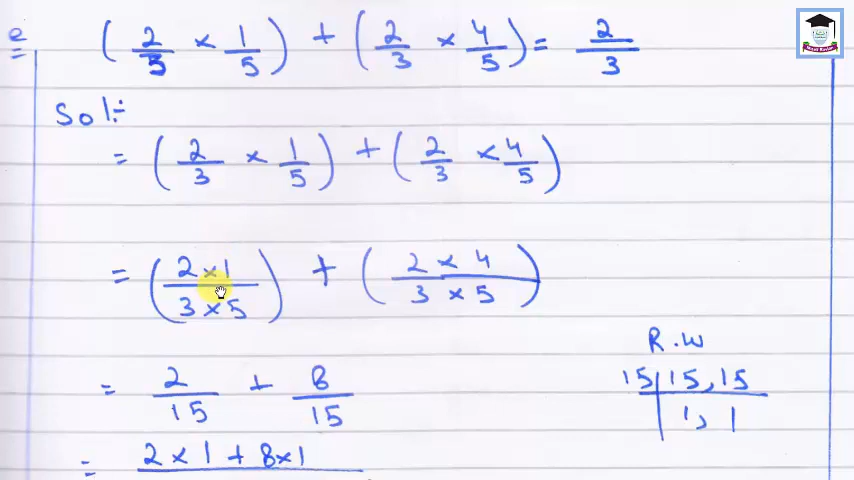 e (2/5 × 1/5) + (2/3 × 4/5) = 2/3
Sol:-
= (2/3 × 1/5) + (2/3 × 4/5)
= (2×1/3×5) + (2×4/3×5)
R.W
= 2/15 + 8/15
15|15,15
1, 1
= 2×1 + 8×1